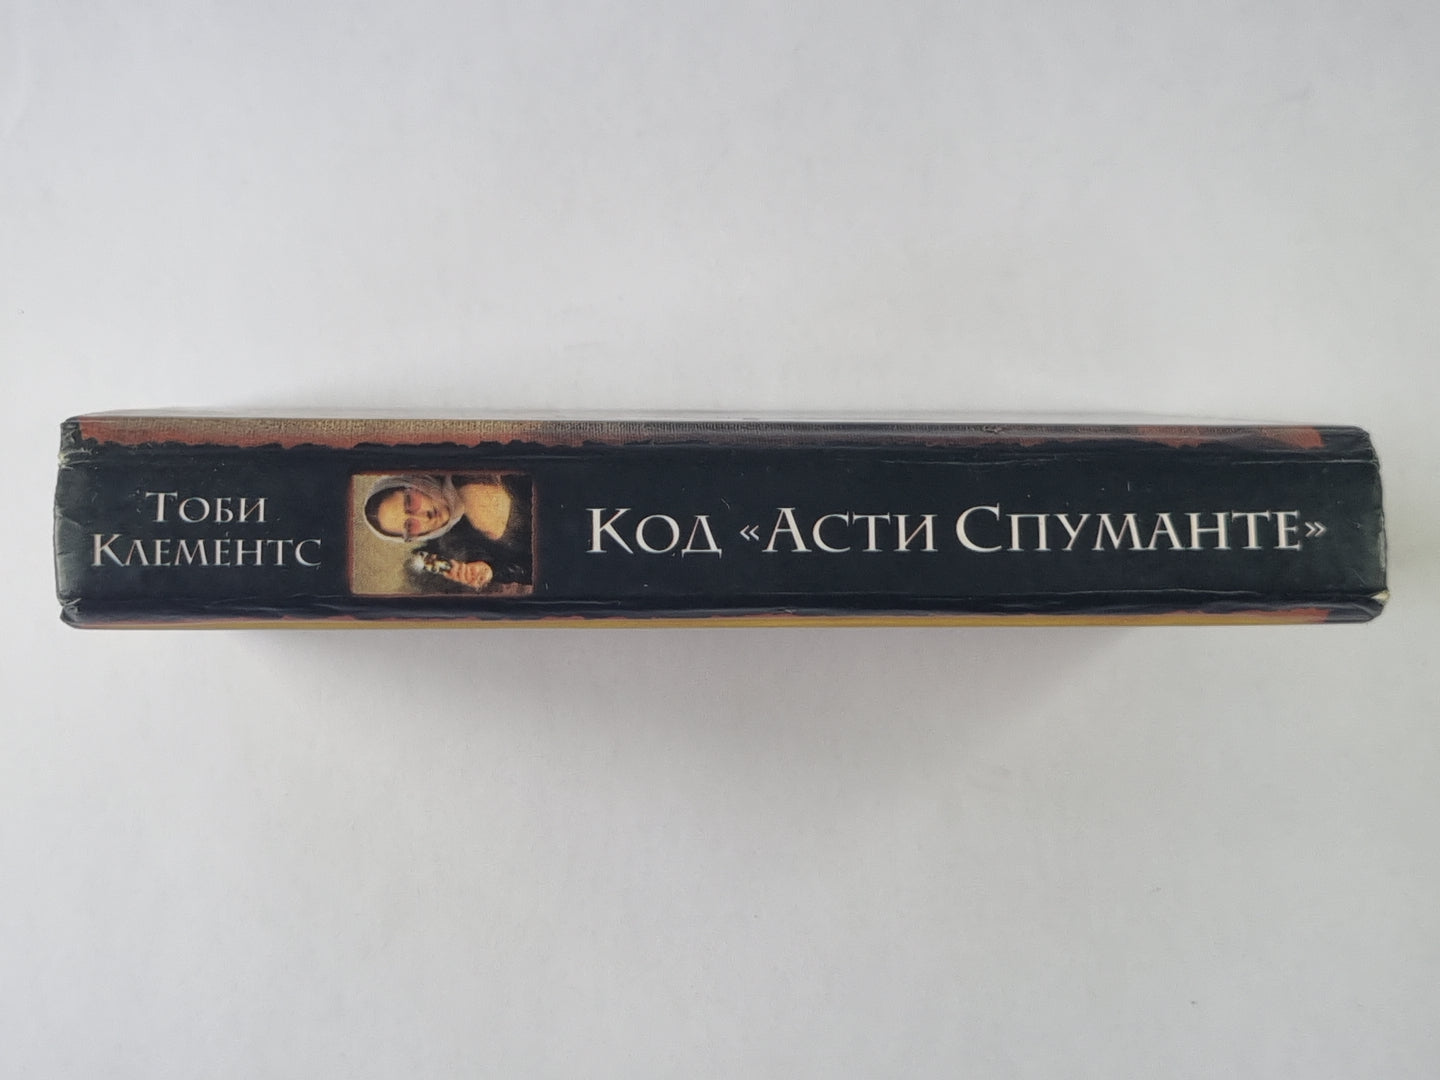 Тоби
Клементс
Код «Асти Спуманте»